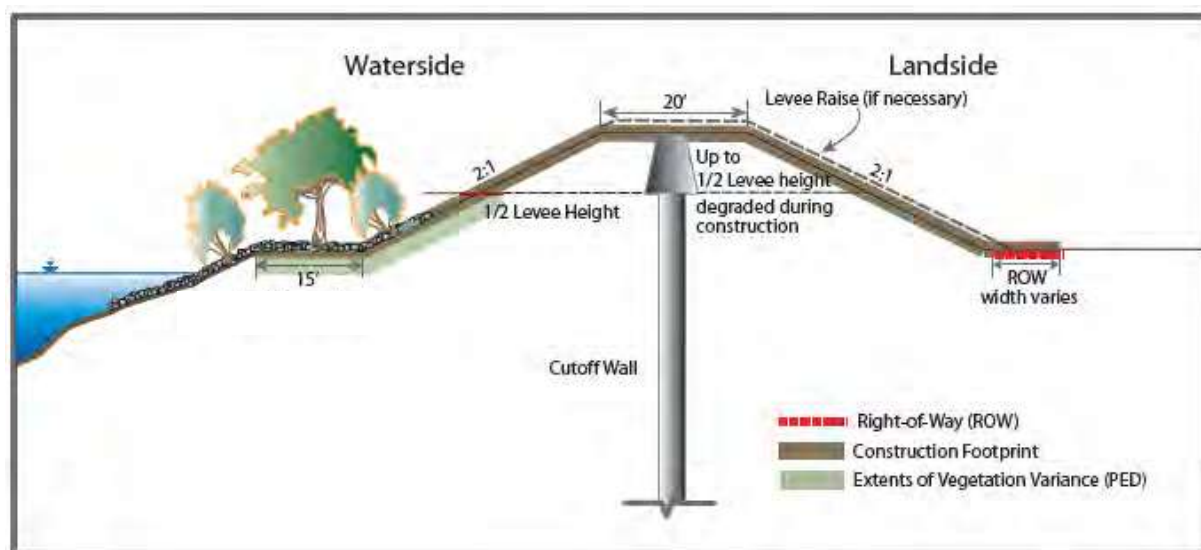 Waterside
Landside
20'
Levee Raise (if necessary)
2:1
Up to
1/2 Levee height
2:1
1/2 Levee Height
degraded during
construction
15'
ROW
width varies
Cutoff Wall
Right-of-Way (ROW)
Construction Footprint
Extents of Vegetation Variance (PED)